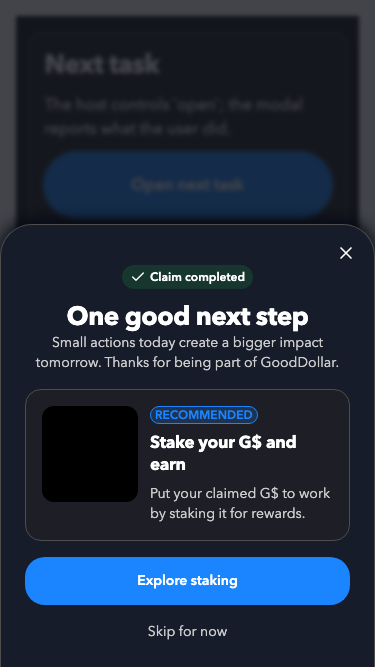 Next task
The host controls `open`; the modal
reports what the user did.
Open next task
Claim completed
One good next step
Small actions today create a bigger impact
tomorrow. Thanks for being part of GoodDollar.
RECOMMENDED
Stake your G$ and
earn
Put your claimed G$ to work
by staking it for rewards.
Explore staking
Skip for now